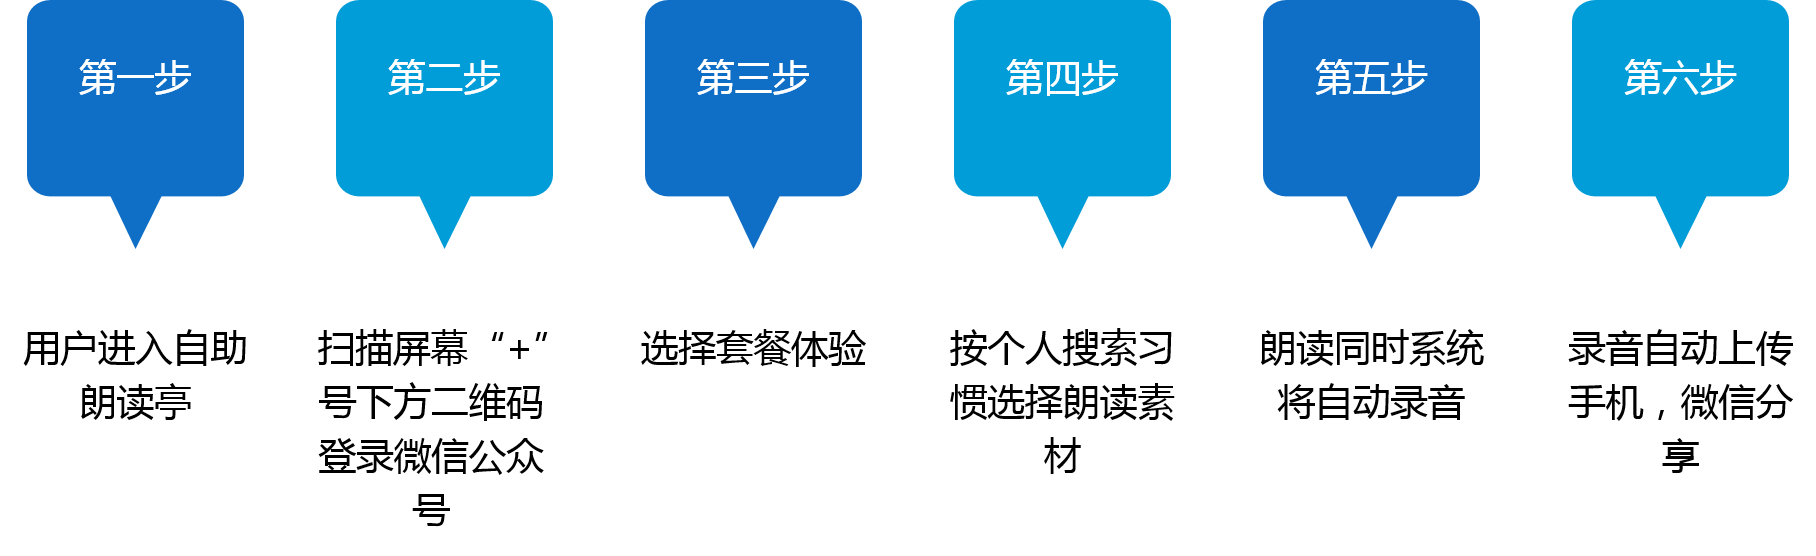 第一步
第二步
第三步
第四步
第五步
第六步
用户进入自助
朗读亭
扫描屏幕“+”
号下方二维码
登录微信公众
号
选择套餐体验
按个人搜索习
惯选择朗读素
材
朗读同时系统
将自动录音
录音自动上传
手机，微信分
享